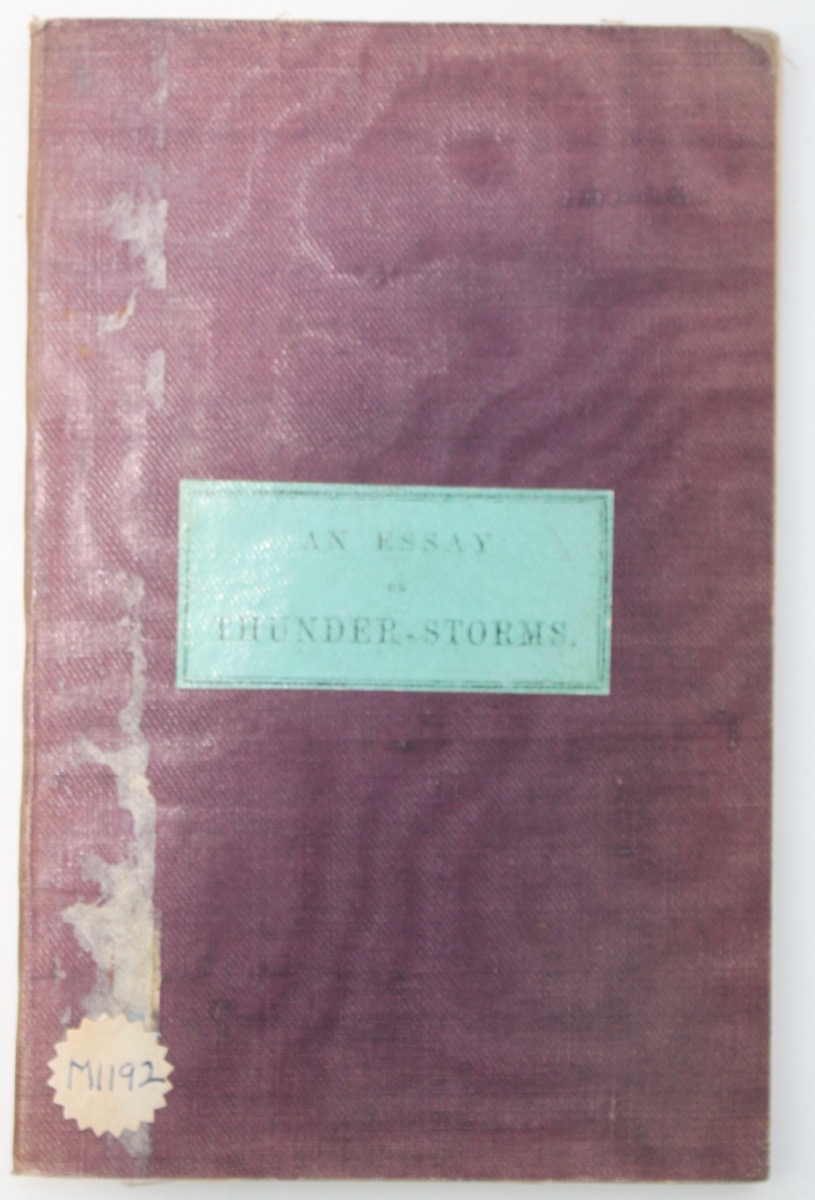 AN ESSAY
ON
THUNDER-STORMS.
M1192